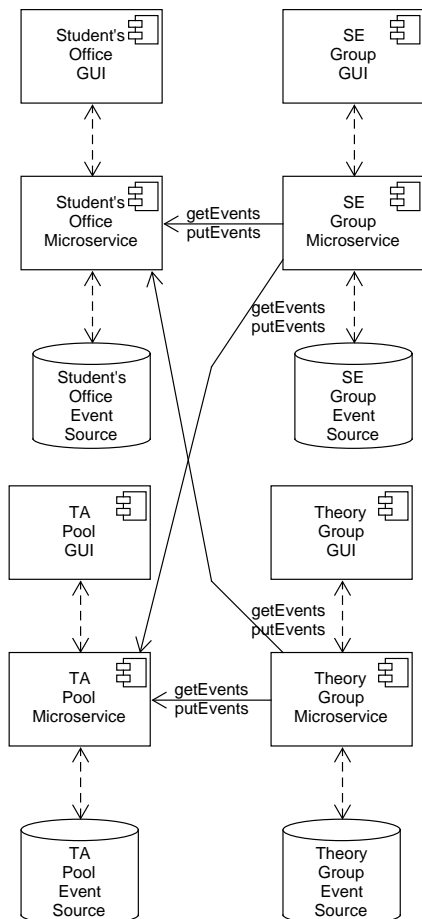 Student's
Office
GUI
SE
Group
GUI
Student's
Office
Microservice
getEvents
putEvents
SE
Group
Microservice
getEvents
putEvents
Student's
Office
Event
Source
SE
Group
Event
Source
TA
Pool
GUI
Theory
Group
GUI
getEvents
putEvents
TA
Pool
Microservice
getEvents
putEvents
Theory
Group
Microservice
TA
Pool
Event
Source
Theory
Group
Event
Source